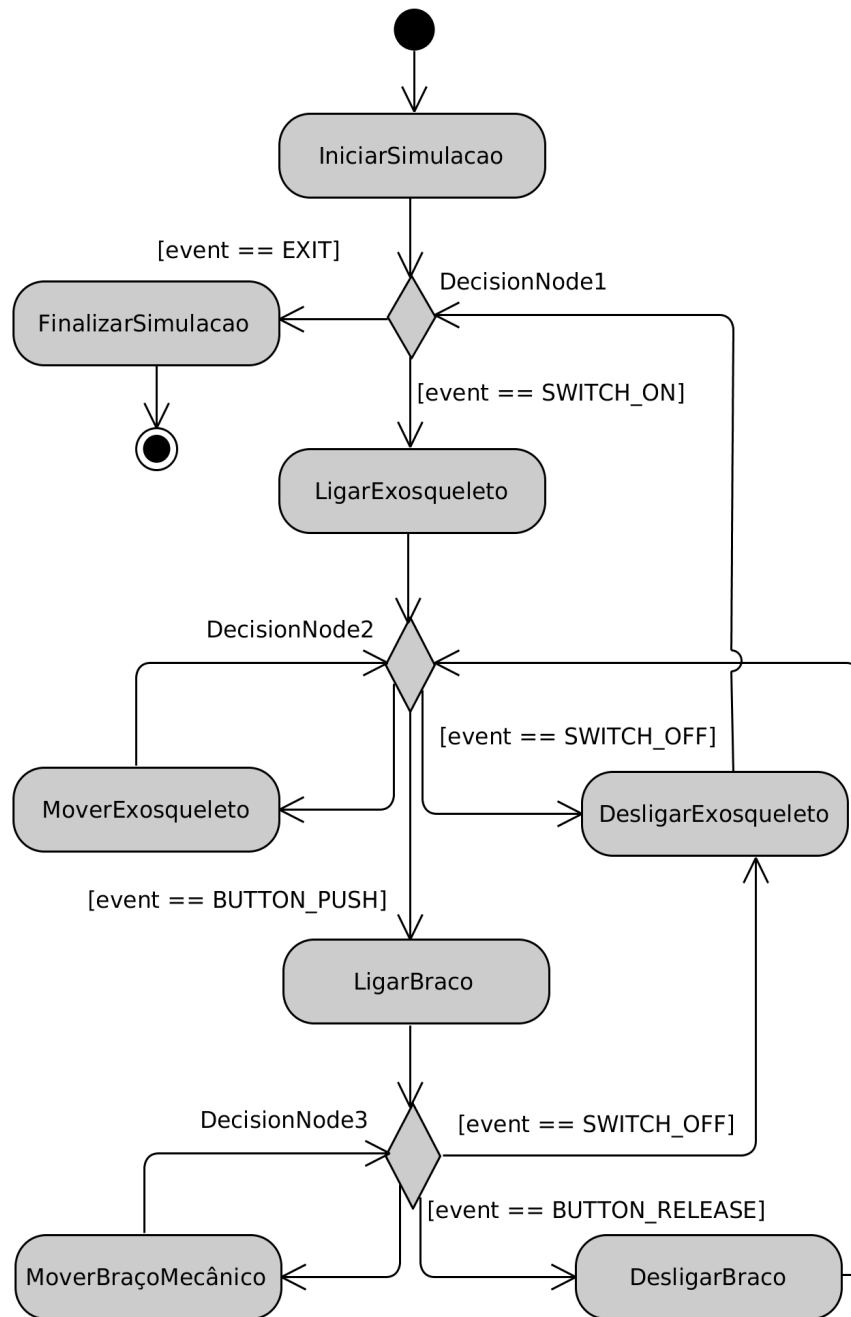 IniciarSimulacao
[event == EXIT]
DecisionNode1
FinalizarSimulacao
[event == SWITCH_ON]
LigarExosqueleto
DecisionNode2
[event == SWITCH_OFF]
MoverExosqueleto
DesligarExosqueleto
[event == BUTTON_PUSH]
LigarBraco
DecisionNode3
[event == SWITCH_OFF]
[event == BUTTON_RELEASE]
MoverBraçoMecânico
DesligarBraco